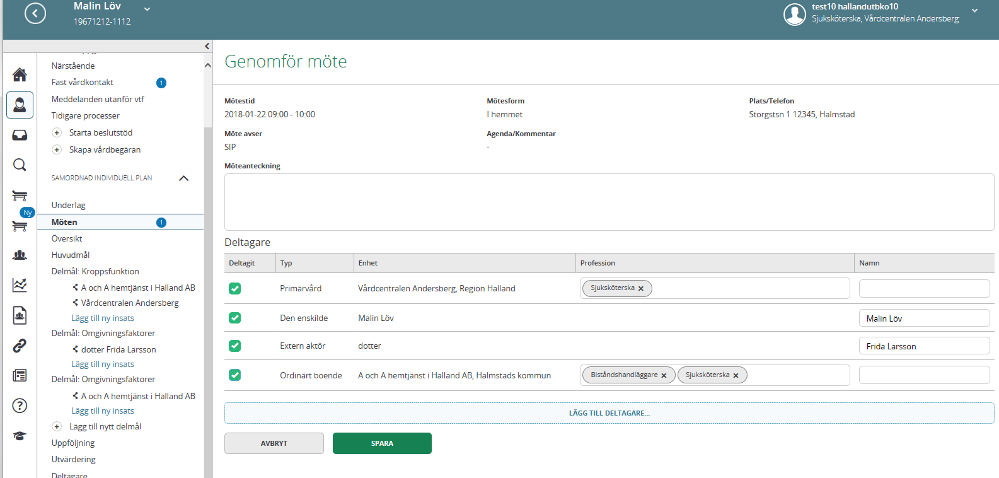 Malin Löv
19671212-1112
test10 hallandutbko10
Sjuksköterska, Vårdcentralen Andersberg
Närstående
Fast vårdkontakt 1
Meddelanden utanför vtf
Tidigare processer
Starta beslutstöd
Skapa vårdbegäran
SAMORDNAD INDIVIDUELL PLAN
Underlag
Ny
Möten 1
Översikt
Huvudmål
Delmål: Kroppsfunktion
A och A hemtjänst i Halland AB
Vårdcentralen Andersberg
Lägg till ny insats
Delmål: Omgivningsfaktorer
dotter Frida Larsson
Lägg till ny insats
Delmål: Omgivningsfaktorer
A och A hemtjänst i Halland AB
Lägg till ny insats
Lägg till nytt delmål
Uppföljning
Utvärdering
Deltagare
Genomför möte
Mötestid Mötesform Plats/Telefon
2018-01-22 09:00 - 10:00 I hemmet Storgstsn 1 12345, Halmstad
Möte avser Agenda/Kommentar
SIP -
Möteanteckning
Deltagare
Deltagit Typ Enhet Profession Namn
Primärvård Vårdcentralen Andersberg, Region Halland Sjuksköterska ×
Den enskilde Malin Löv Malin Löv
Extern aktör dotter Frida Larsson
Ordinärt boende A och A hemtjänst i Halland AB, Halmstads kommun Biståndshandläggare × Sjuksköterska ×
LÄGG TILL DELTAGARE...
AVBRYT SPARA